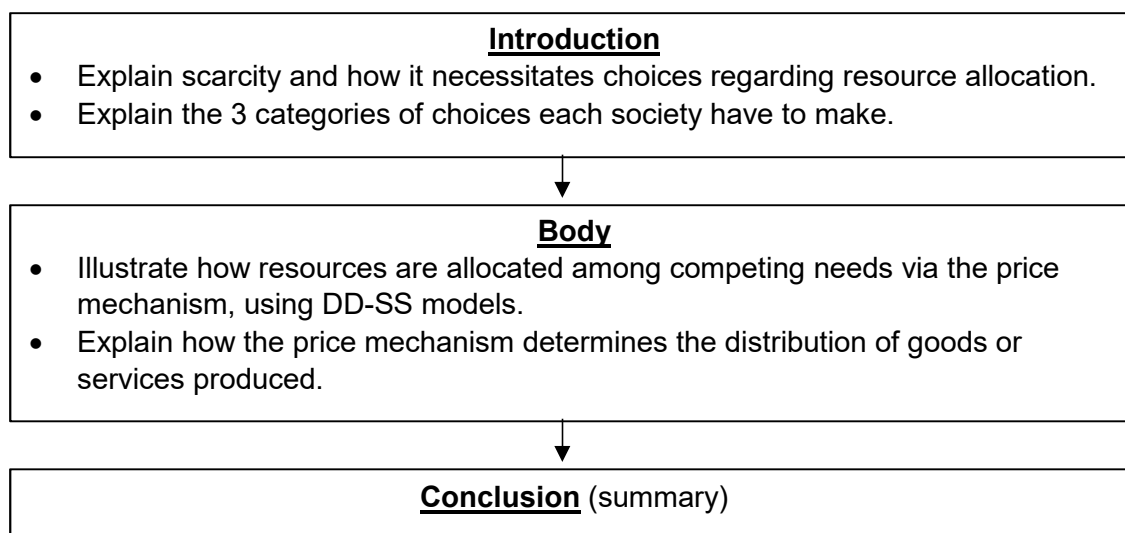 Introduction
• Explain scarcity and how it necessitates choices regarding resource allocation.
• Explain the 3 categories of choices each society have to make.
Body
• Illustrate how resources are allocated among competing needs via the price
mechanism, using DD-SS models.
• Explain how the price mechanism determines the distribution of goods or
services produced.
Conclusion (summary)